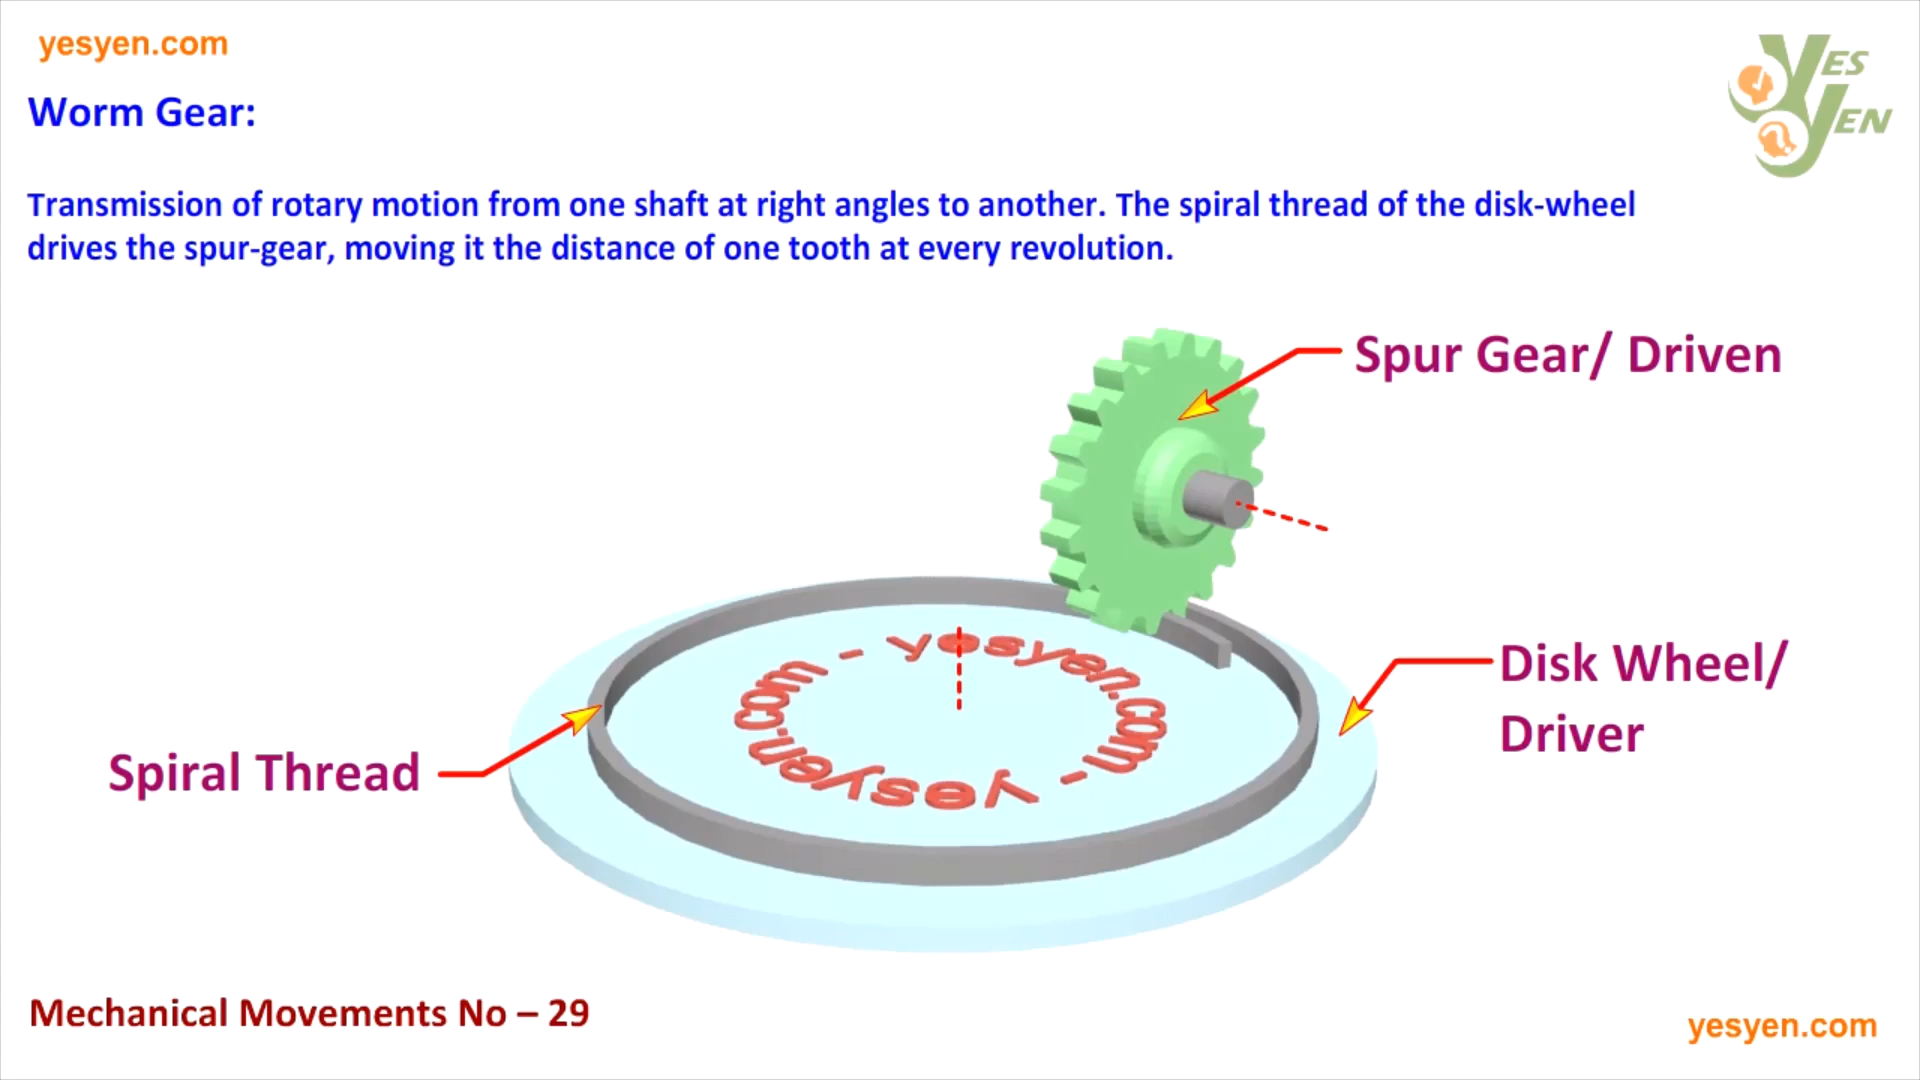 yesyen.com
YES
YEN
Worm Gear:
Transmission of rotary motion from one shaft at right angles to another. The spiral thread of the disk-wheel
drives the spur-gear, moving it the distance of one tooth at every revolution.
Spur Gear/ Driven
Disk Wheel/
Driver
Spiral Thread
yesyen.com - yesyen.com -
Mechanical Movements No – 29
yesyen.com